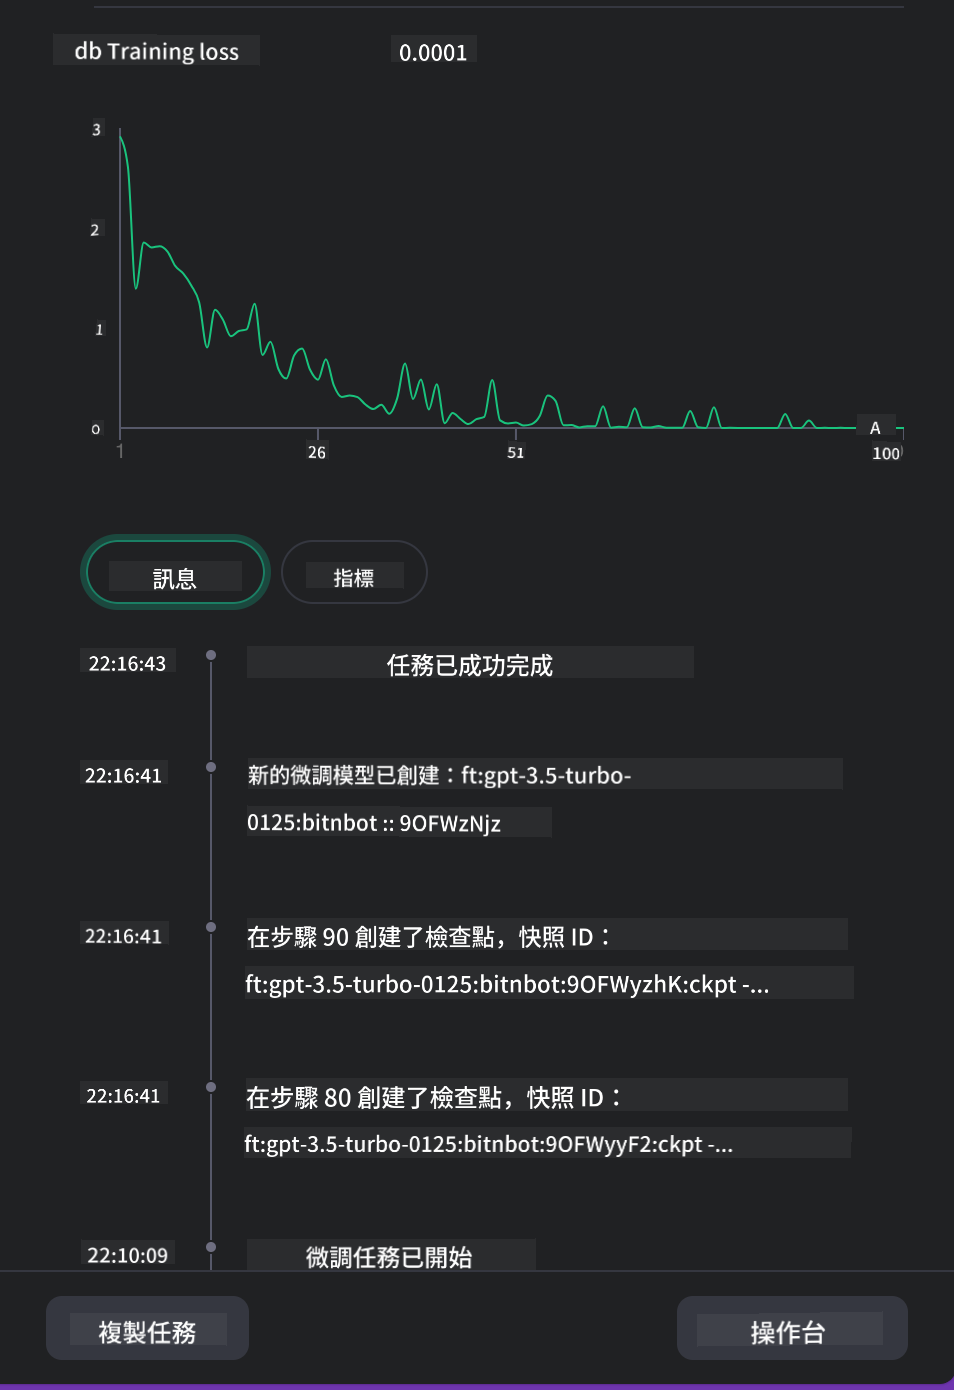 db Training loss 0.0001
3
2
1
0
A
1 26 51 100
訊息 指標
22:16:43 任務已成功完成
22:16:41 新的微調模型已創建：ft:gpt-3.5-turbo-
0125:bitnbot :: 9OFWzNjz
22:16:41 在步驟 90 創建了檢查點，快照 ID：
ft:gpt-3.5-turbo-0125:bitnbot:9OFWyzhK:ckpt -...
22:16:41 在步驟 80 創建了檢查點，快照 ID：
ft:gpt-3.5-turbo-0125:bitnbot:9OFWyyF2:ckpt -...
22:10:09 微調任務已開始
複製任務 操作台